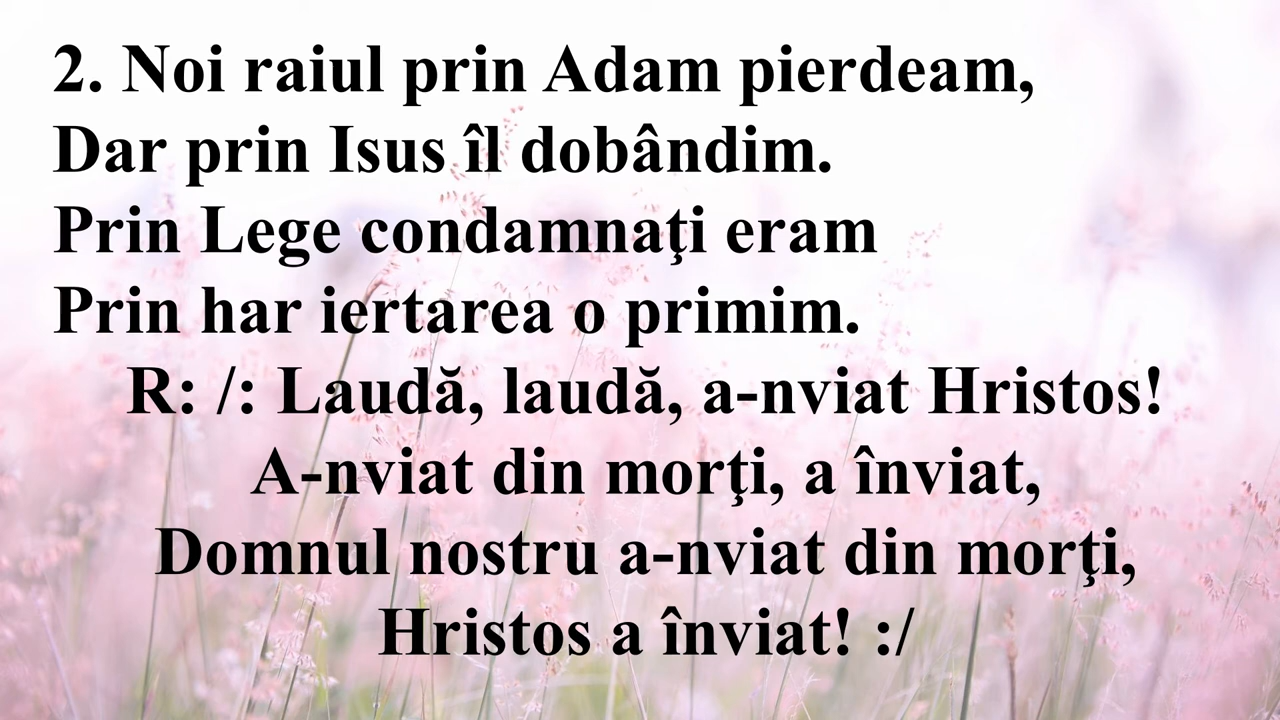 2. Noi raiul prin Adam pierdeam,
Dar prin Isus îl dobândim.
Prin Lege condamnaţi eram
Prin har iertarea o primim.
R: /: Laudă, laudă, a-nviat Hristos!
A-nviat din morţi, a înviat,
Domnul nostru a-nviat din morţi,
Hristos a înviat! :/